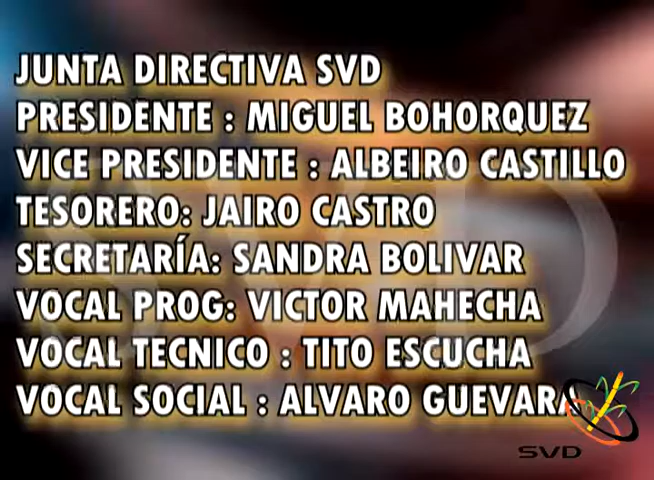 JUNTA DIRECTIVA SVD
PRESIDENTE : MIGUEL BOHORQUEZ
VICE PRESIDENTE : ALBEIRO CASTILLO
TESORERO: JAIRO CASTRO
SECRETARÍA: SANDRA BOLIVAR
VOCAL PROG: VICTOR MAHECHA
VOCAL TECNICO : TITO ESCUCHA
VOCAL SOCIAL : ALVARO GUEVARA
SVD
SVD